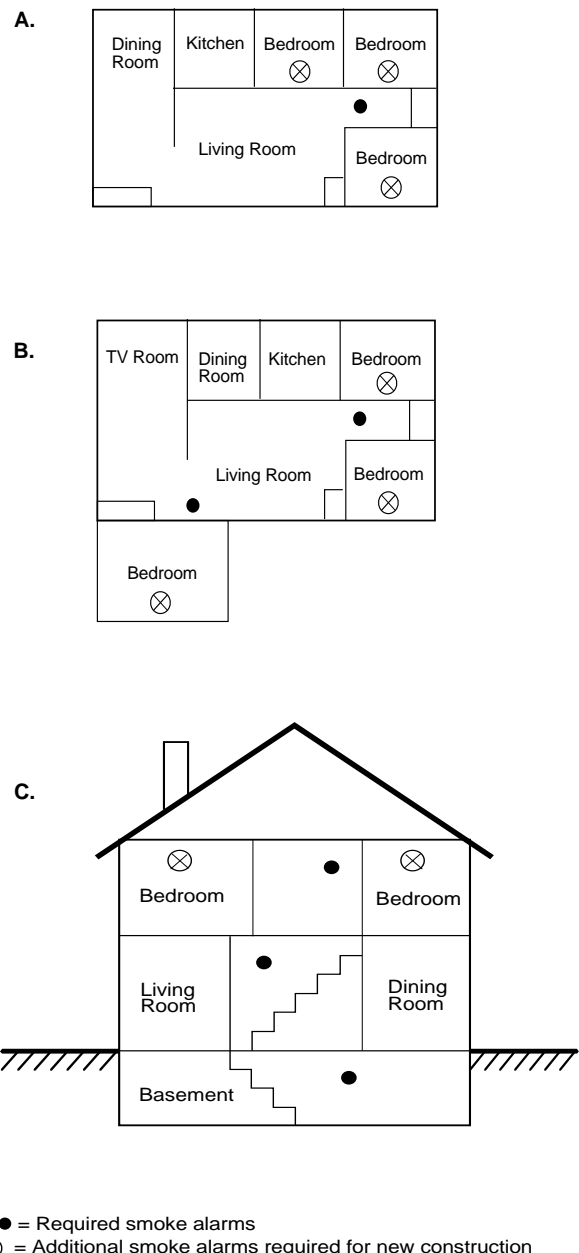 A.
Dining
Room
Kitchen
Bedroom
Bedroom
Living Room
Bedroom
B.
TV Room
Dining
Room
Kitchen
Bedroom
Living Room
Bedroom
Bedroom
C.
Bedroom
Bedroom
Living
Room
Dining
Room
Basement
= Required smoke alarms
= Additional smoke alarms required for new construction